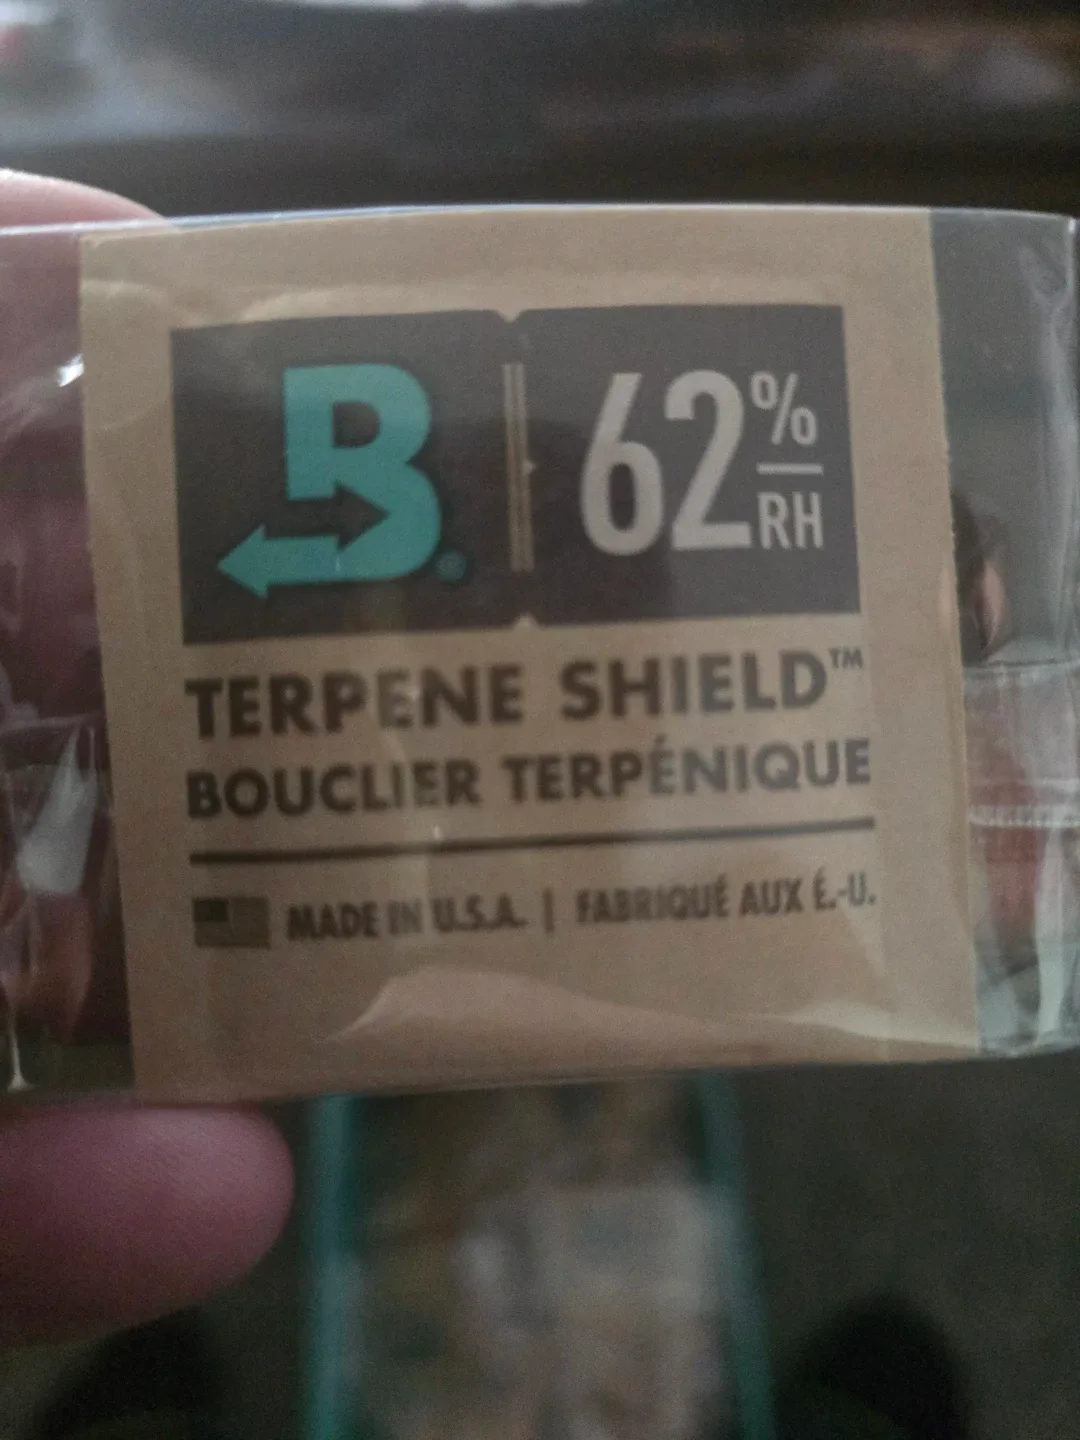 B® 62% RH
TERPENE SHIELD™
BOUCLIER TERPÉNIQUE
MADE IN U.S.A. | FABRIQUÉ AUX É.-U.